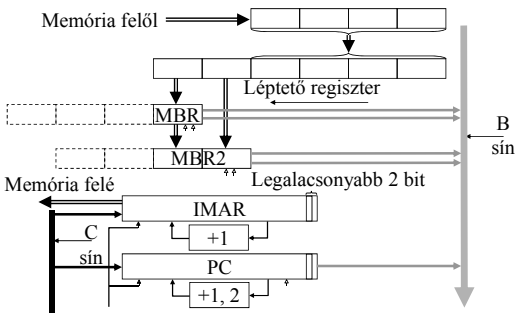 Memória felől
Léptető regiszter
MBR
B
sín
MBR2
Legalacsonyabb 2 bit
Memória felé
IMAR
C
+1
sín
PC
+1, 2